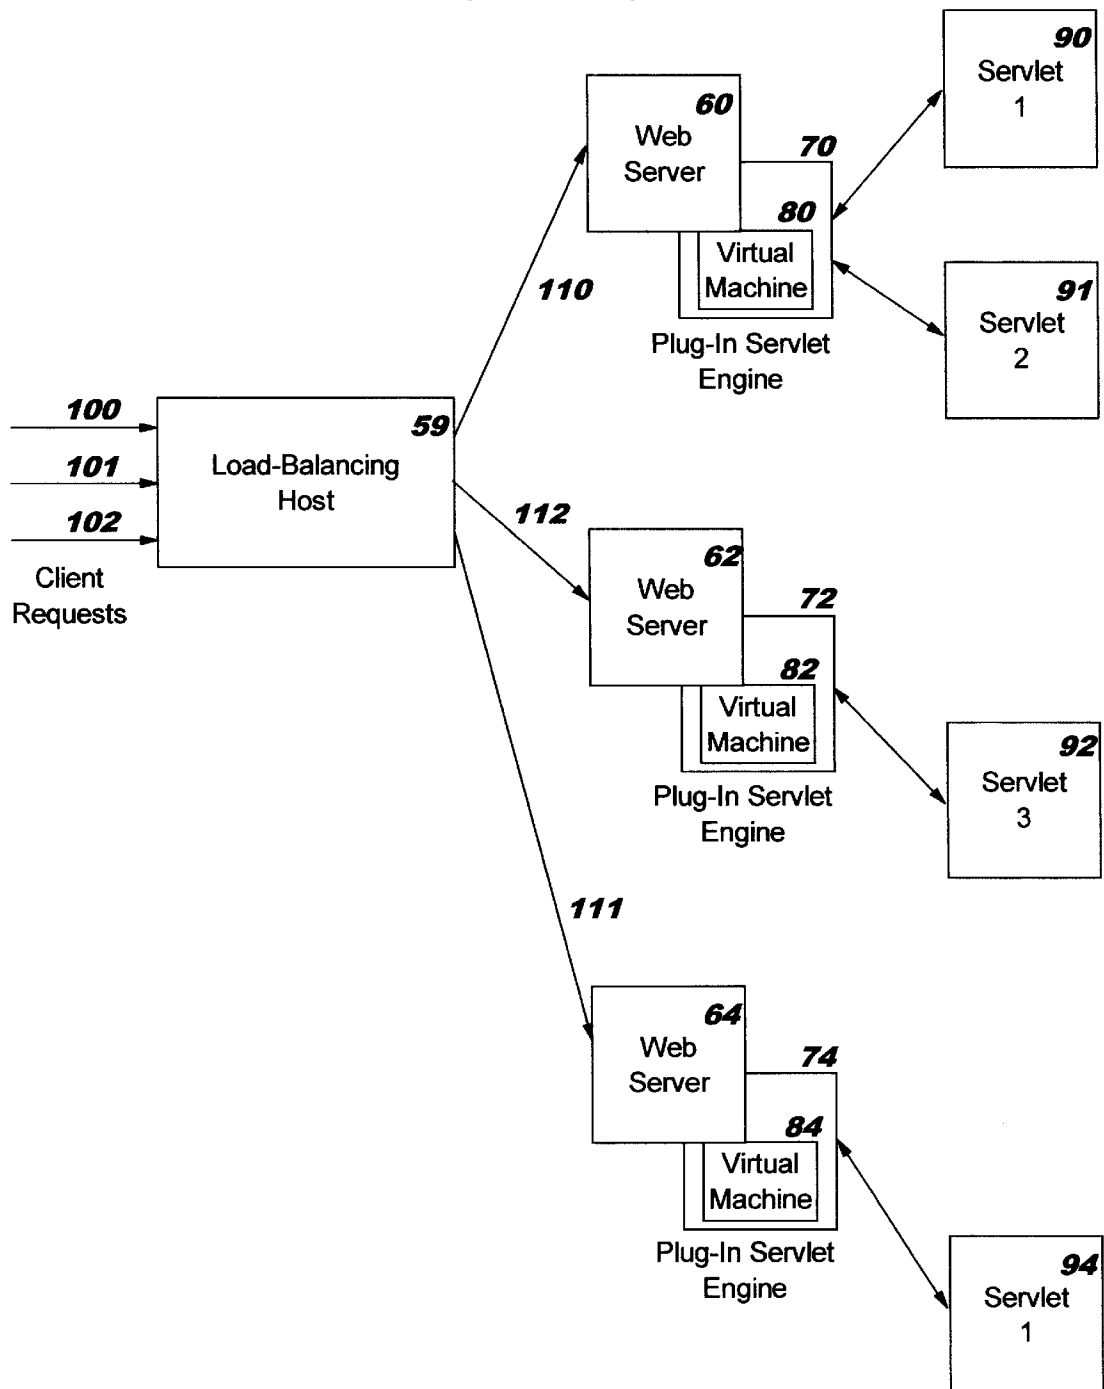 90
Servlet
1
60
Web
Server
70
80
Virtual
Machine
110
91
Servlet
2
Plug-In Servlet
Engine
100
59
101
Load-Balancing
Host
102
Client
Requests
112
62
Web
Server
72
82
Virtual
Machine
92
Servlet
3
Plug-In Servlet
Engine
111
64
Web
Server
74
84
Virtual
Machine
Plug-In Servlet
Engine
94
Servlet
1